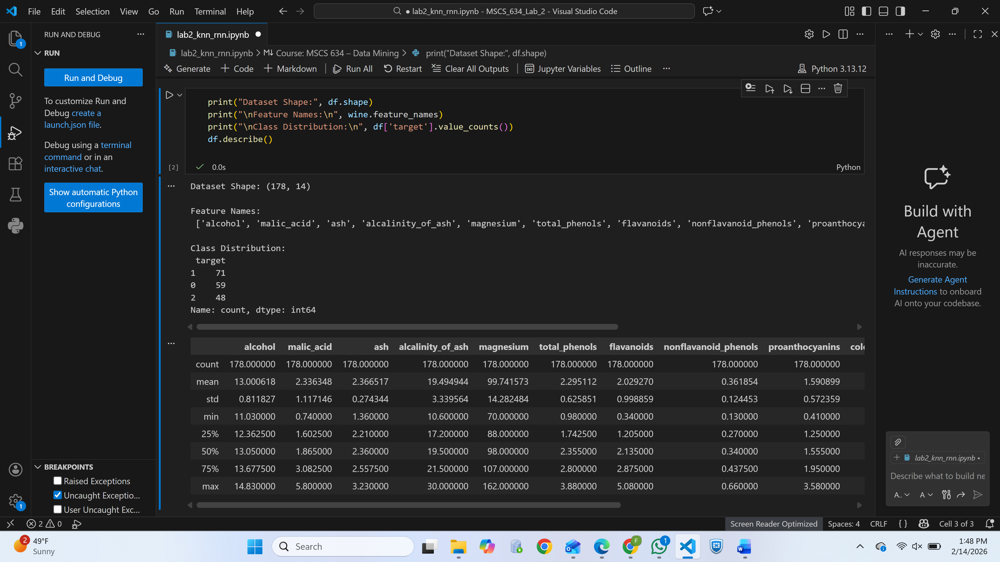 File Edit Selection View Go Run Terminal Help
● lab2_knn_rnn.ipynb - MSCS_634_Lab_2 - Visual Studio Code
RUN AND DEBUG
RUN
Run and Debug
To customize Run and
Debug create a
launch.json file.
Debug using a terminal
command or in an
interactive chat.
Show automatic Python
configurations
BREAKPOINTS
Raised Exceptions
Uncaught Exceptio...
User Uncaught Exc...
1
1
lab2_knn_rnn.ipynb ●
lab2_knn_rnn.ipynb > M↓ Course: MSCS 634 – Data Mining > print("Dataset Shape:", df.shape)
Generate + Code + Markdown | Run All Restart Clear All Outputs | Jupyter Variables Outline ... Python 3.13.12
print("Dataset Shape:", df.shape)
print("\nFeature Names:\n", wine.feature_names)
print("\nClass Distribution:\n", df['target'].value_counts())
df.describe()
[2] 0.0s Python
Dataset Shape: (178, 14)
Feature Names:
['alcohol', 'malic_acid', 'ash', 'alcalinity_of_ash', 'magnesium', 'total_phenols', 'flavanoids', 'nonflavanoid_phenols', 'proanthocya
Class Distribution:
target
1 71
0 59
2 48
Name: count, dtype: int64
alcohol malic_acid ash alcalinity_of_ash magnesium total_phenols flavanoids nonflavanoid_phenols proanthocyanins colo
count 178.000000 178.000000 178.000000 178.000000 178.000000 178.000000 178.000000 178.000000 178.000000
mean 13.000618 2.336348 2.366517 19.494944 99.741573 2.295112 2.029270 0.361854 1.590899
std 0.811827 1.117146 0.274344 3.339564 14.282484 0.625851 0.998859 0.124453 0.572359
min 11.030000 0.740000 1.360000 10.600000 70.000000 0.980000 0.340000 0.130000 0.410000
25% 12.362500 1.602500 2.210000 17.200000 88.000000 1.742500 1.205000 0.270000 1.250000
50% 13.050000 1.865000 2.360000 19.500000 98.000000 2.355000 2.135000 0.340000 1.555000
75% 13.677500 3.082500 2.557500 21.500000 107.000000 2.800000 2.875000 0.437500 1.950000
max 14.830000 5.800000 3.230000 30.000000 162.000000 3.880000 5.080000 0.660000 3.580000
Build with
Agent
AI responses may be
inaccurate.
Generate Agent
Instructions to onboard
AI onto your codebase.
+ lab2_knn_rnn.ipynb •
Describe what to build ne
A.. A
2 0
Screen Reader Optimized Spaces: 4 CRLF { } Cell 3 of 3
2 49°F
Sunny
Search
F
1
1:48 PM
2/14/2026